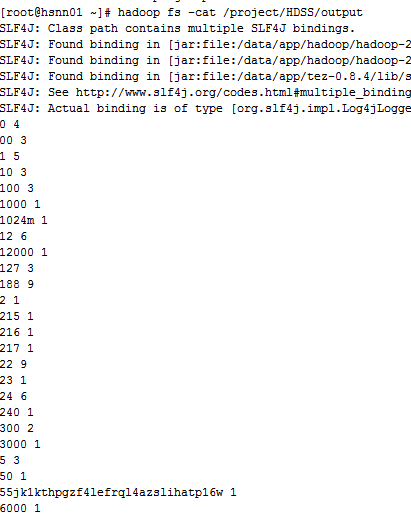 [root@hsnn01 ~]# hadoop fs -cat /project/HDSS/output
SLF4J: Class path contains multiple SLF4J bindings.
SLF4J: Found binding in [jar:file:/data/app/hadoop/hadoop-2
SLF4J: Found binding in [jar:file:/data/app/hadoop/hadoop-2
SLF4J: Found binding in [jar:file:/data/app/tez-0.8.4/lib/s
SLF4J: See http://www.slf4j.org/codes.html#multiple_binding
SLF4J: Actual binding is of type [org.slf4j.impl.Log4jLogge
0 4
00 3
1 5
10 3
100 3
1000 1
1024m 1
12 6
12000 1
127 3
188 9
2 1
215 1
216 1
217 1
22 9
23 1
24 6
240 1
300 2
3000 1
5 3
50 1
55jk1kthpgzf4lefrql4azslihatp16w 1
6000 1